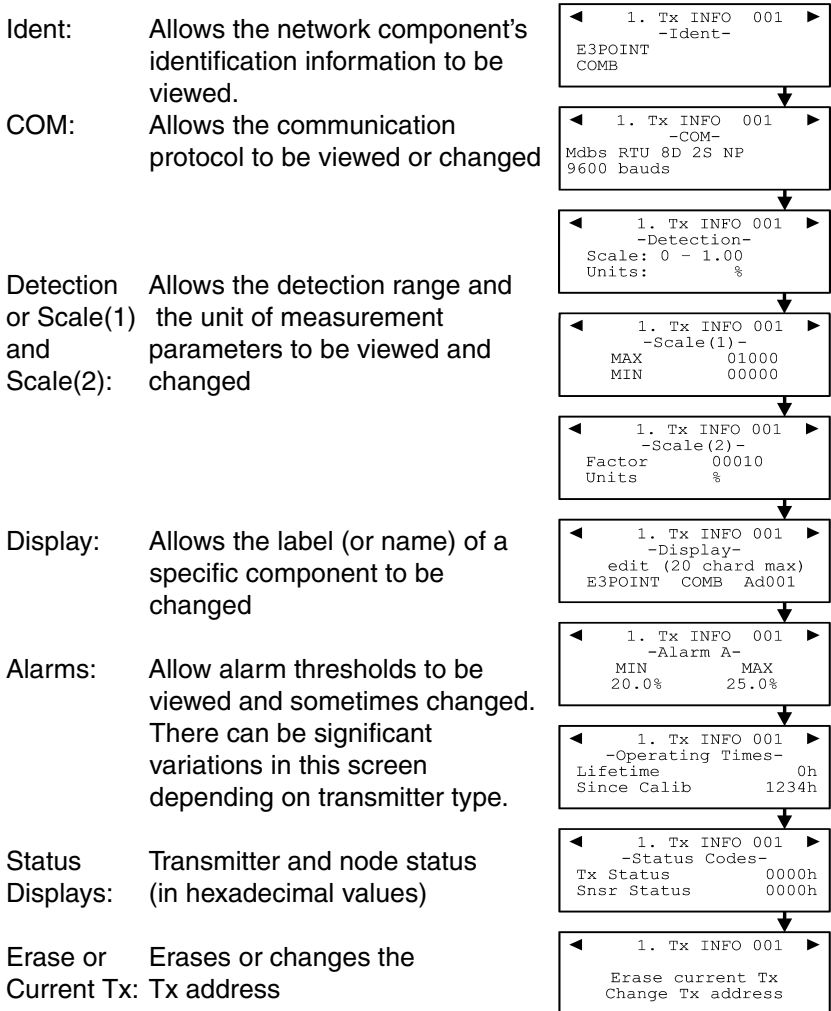 Ident: Allows the network component's
identification information to be
viewed.
COM: Allows the communication
protocol to be viewed or changed
Detection Allows the detection range and
or Scale(1) the unit of measurement
and parameters to be viewed and
Scale(2): changed
Display: Allows the label (or name) of a
specific component to be
changed
Alarms: Allow alarm thresholds to be
viewed and sometimes changed.
There can be significant
variations in this screen
depending on transmitter type.
Status Transmitter and node status
Displays: (in hexadecimal values)
Erase or Erases or changes the
Current Tx: Tx address
◄ 1. Tx INFO 001 ►
-Ident-
E3POINT
COMB
◄ 1. Tx INFO 001 ►
-COM-
Mdbs RTU 8D 2S NP
9600 bauds
◄ 1. Tx INFO 001 ►
-Detection-
Scale: 0 – 1.00
Units: %
◄ 1. Tx INFO 001 ►
-Scale(1)-
MAX 01000
MIN 00000
◄ 1. Tx INFO 001 ►
-Scale(2)-
Factor 00010
Units %
◄ 1. Tx INFO 001 ►
-Display-
edit (20 chard max)
E3POINT COMB Ad001
◄ 1. Tx INFO 001 ►
-Alarm A-
MIN MAX
20.0% 25.0%
◄ 1. Tx INFO 001 ►
-Operating Times-
Lifetime 0h
Since Calib 1234h
◄ 1. Tx INFO 001 ►
-Status Codes-
Tx Status 0000h
Snsr Status 0000h
◄ 1. Tx INFO 001 ►
Erase current Tx
Change Tx address